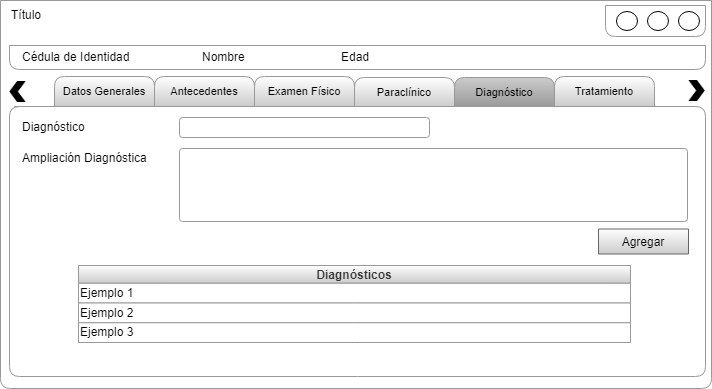 Título
Cédula de Identidad Nombre Edad
Datos Generales Antecedentes Examen Físico Paraclínico Diagnóstico Tratamiento
Diagnóstico
Ampliación Diagnóstica
Agregar
Diagnósticos
Ejemplo 1
Ejemplo 2
Ejemplo 3